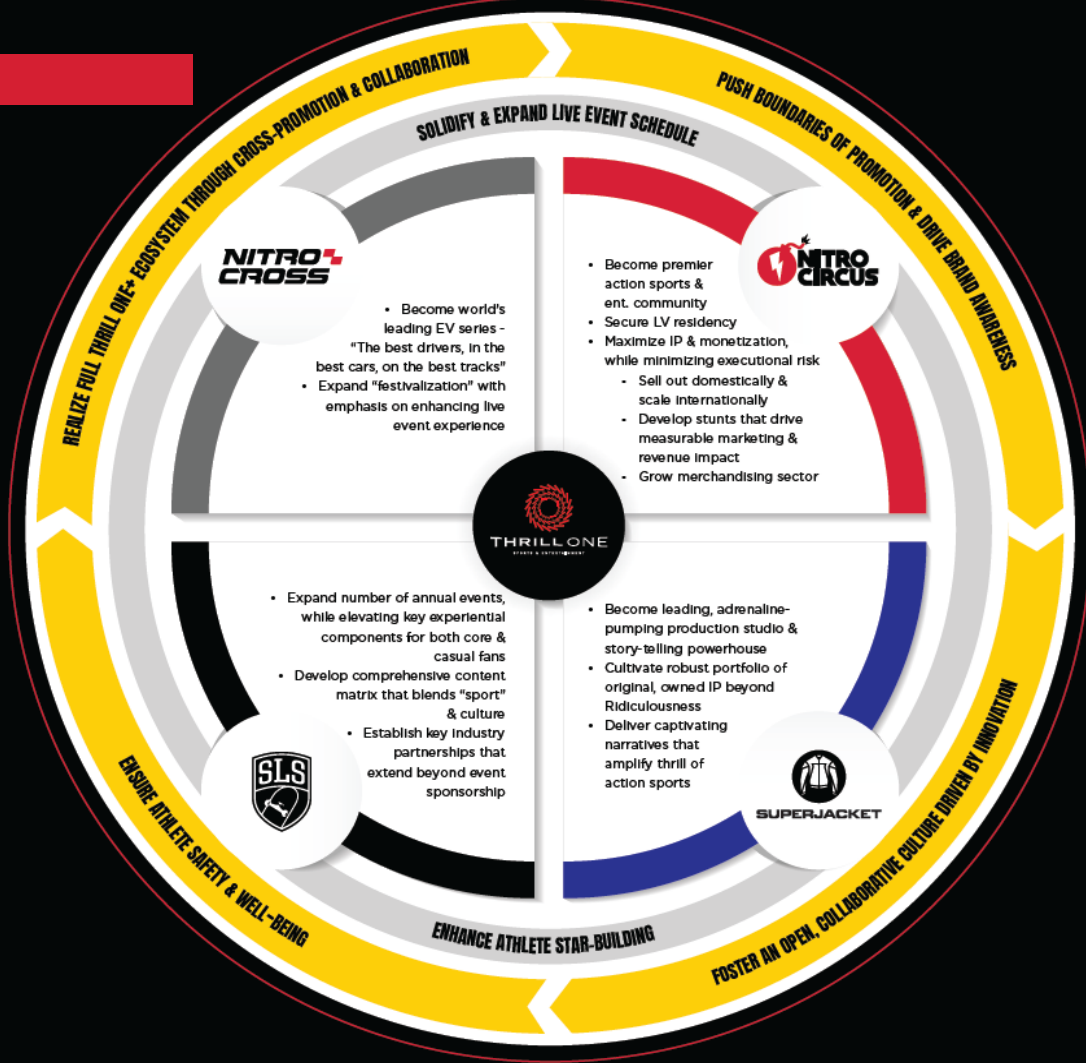 REALIZE FULL THRILL ONE+ ECOSYSTEM THROUGH CROSS-PROMOTION & COLLABORATION
PUSH BOUNDARIES OF PROMOTION & DRIVE BRAND AWARENESS
SOLIDIFY & EXPAND LIVE EVENT SCHEDULE
NITRO
CROSS
• Become world's
leading EV series -
"The best drivers, in the
best cars, on the best tracks"
• Expand "festivalization" with
emphasis on enhancing live
event experience
NITRO
CIRCUS
• Become premier
action sports &
ent. community
• Secure LV residency
• Maximize IP & monetization,
while minimizing executional risk
- Sell out domestically &
scale internationally
- Develop stunts that drive
measurable marketing &
revenue impact
- Grow merchandising sector
THRILL ONE
SPORTS & ENTERTAINMENT
• Expand number of annual events,
while elevating key experiential
components for both core &
casual fans
• Develop comprehensive content
matrix that blends "sport"
& culture
• Establish key industry
partnerships that
extend beyond event
sponsorship
SLS
• Become leading, adrenaline-
pumping production studio &
story-telling powerhouse
• Cultivate robust portfolio of
original, owned IP beyond
Ridiculousness
• Deliver captivating
narratives that
amplify thrill of
action sports
SUPERJACKET
ENHANCE ATHLETE STAR-BUILDING
ENSURE ATHLETE SAFETY & WELL-BEING
FOSTER AN OPEN, COLLABORATIVE CULTURE DRIVEN BY INNOVATION